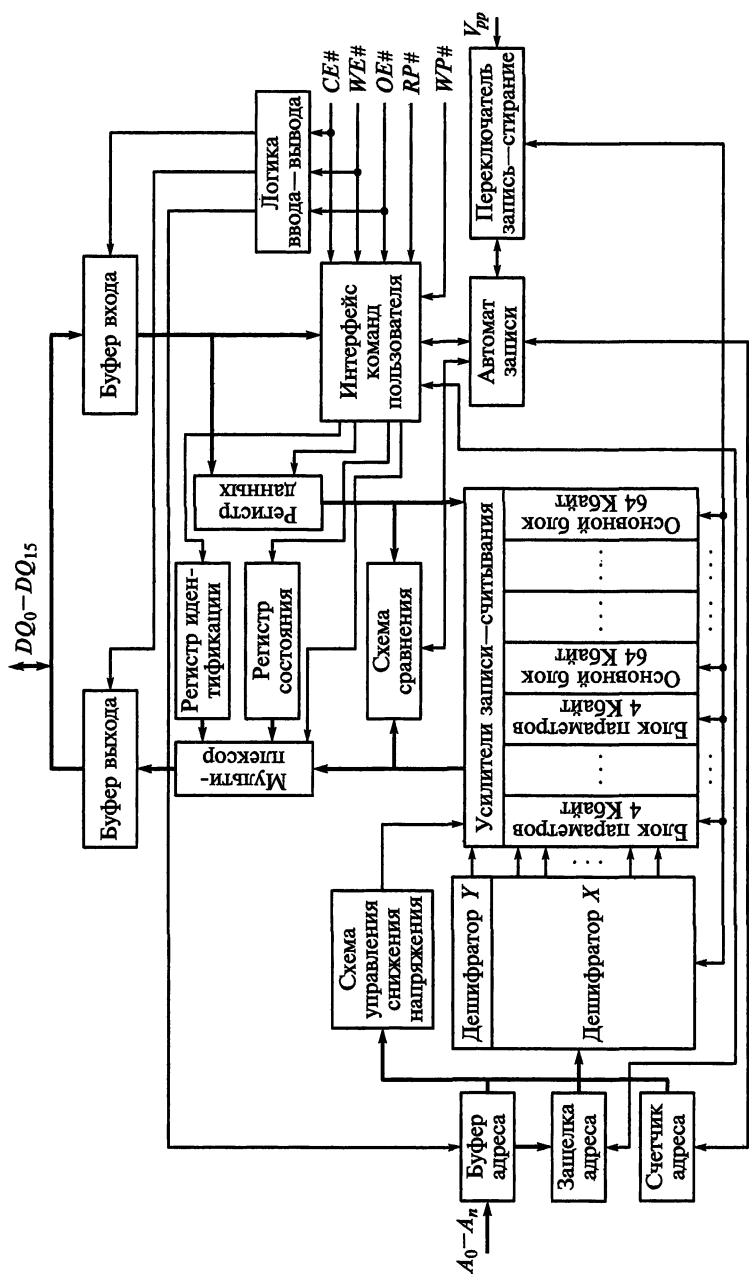 DQ₀–DQ₁₅
Буфер выхода
Буфер входа
Логика
ввода—вывода
CE#
WE#
OE#
RP#
WP#
V_pp
Мульти-
плексор
Регистр иден-
тификации
Регистр
состояния
Регистр
данных
Интерфейс
команд
пользователя
Схема
сравнения
Автомат
записи
Переключатель
запись—стирание
Схема
управления
снижения
напряжения
Усилители записи—считывания
Блок параметров
4 Кбайт
. . .
Блок параметров
4 Кбайт
Основной блок
64 Кбайт
. . .
. . .
Основной блок
64 Кбайт
. . .
. . .
. . .
Дешифратор Y
Дешифратор X
A₀–Aₙ
Буфер
адреса
Защелка
адреса
Счетчик
адреса